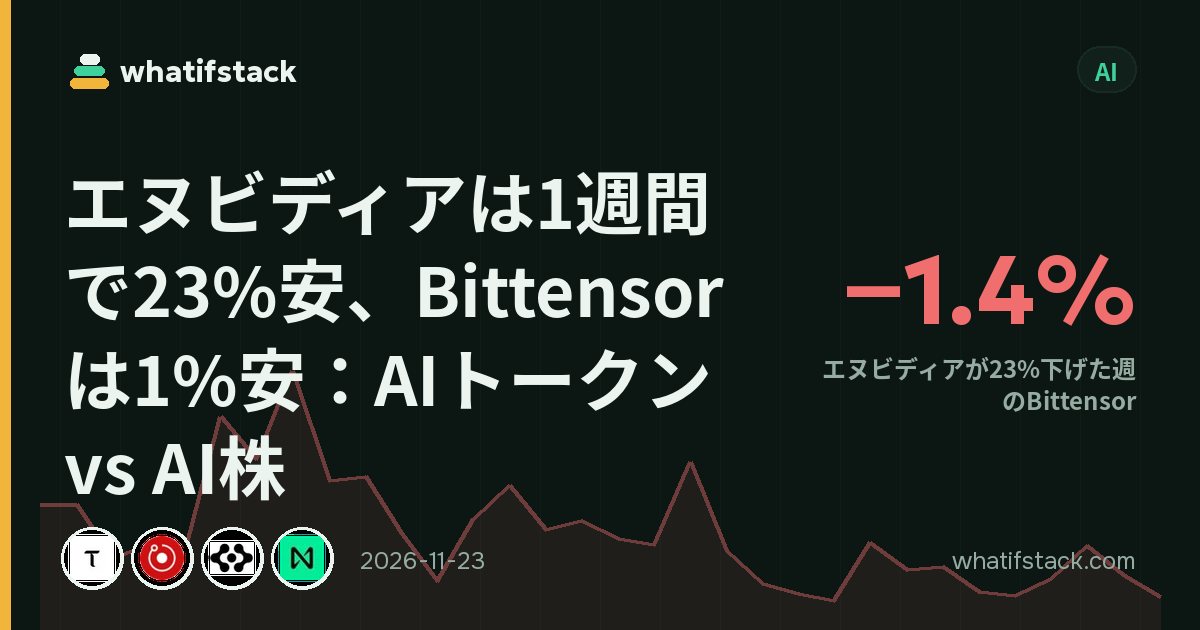 whatifstack
AI
エヌビディアは1週間
で23%安、Bittensor
は1%安：AIトークン
vs AI株
−1.4%
エヌビディアが23%下げた週
のBittensor
τ
2026-11-23
whatifstack.com